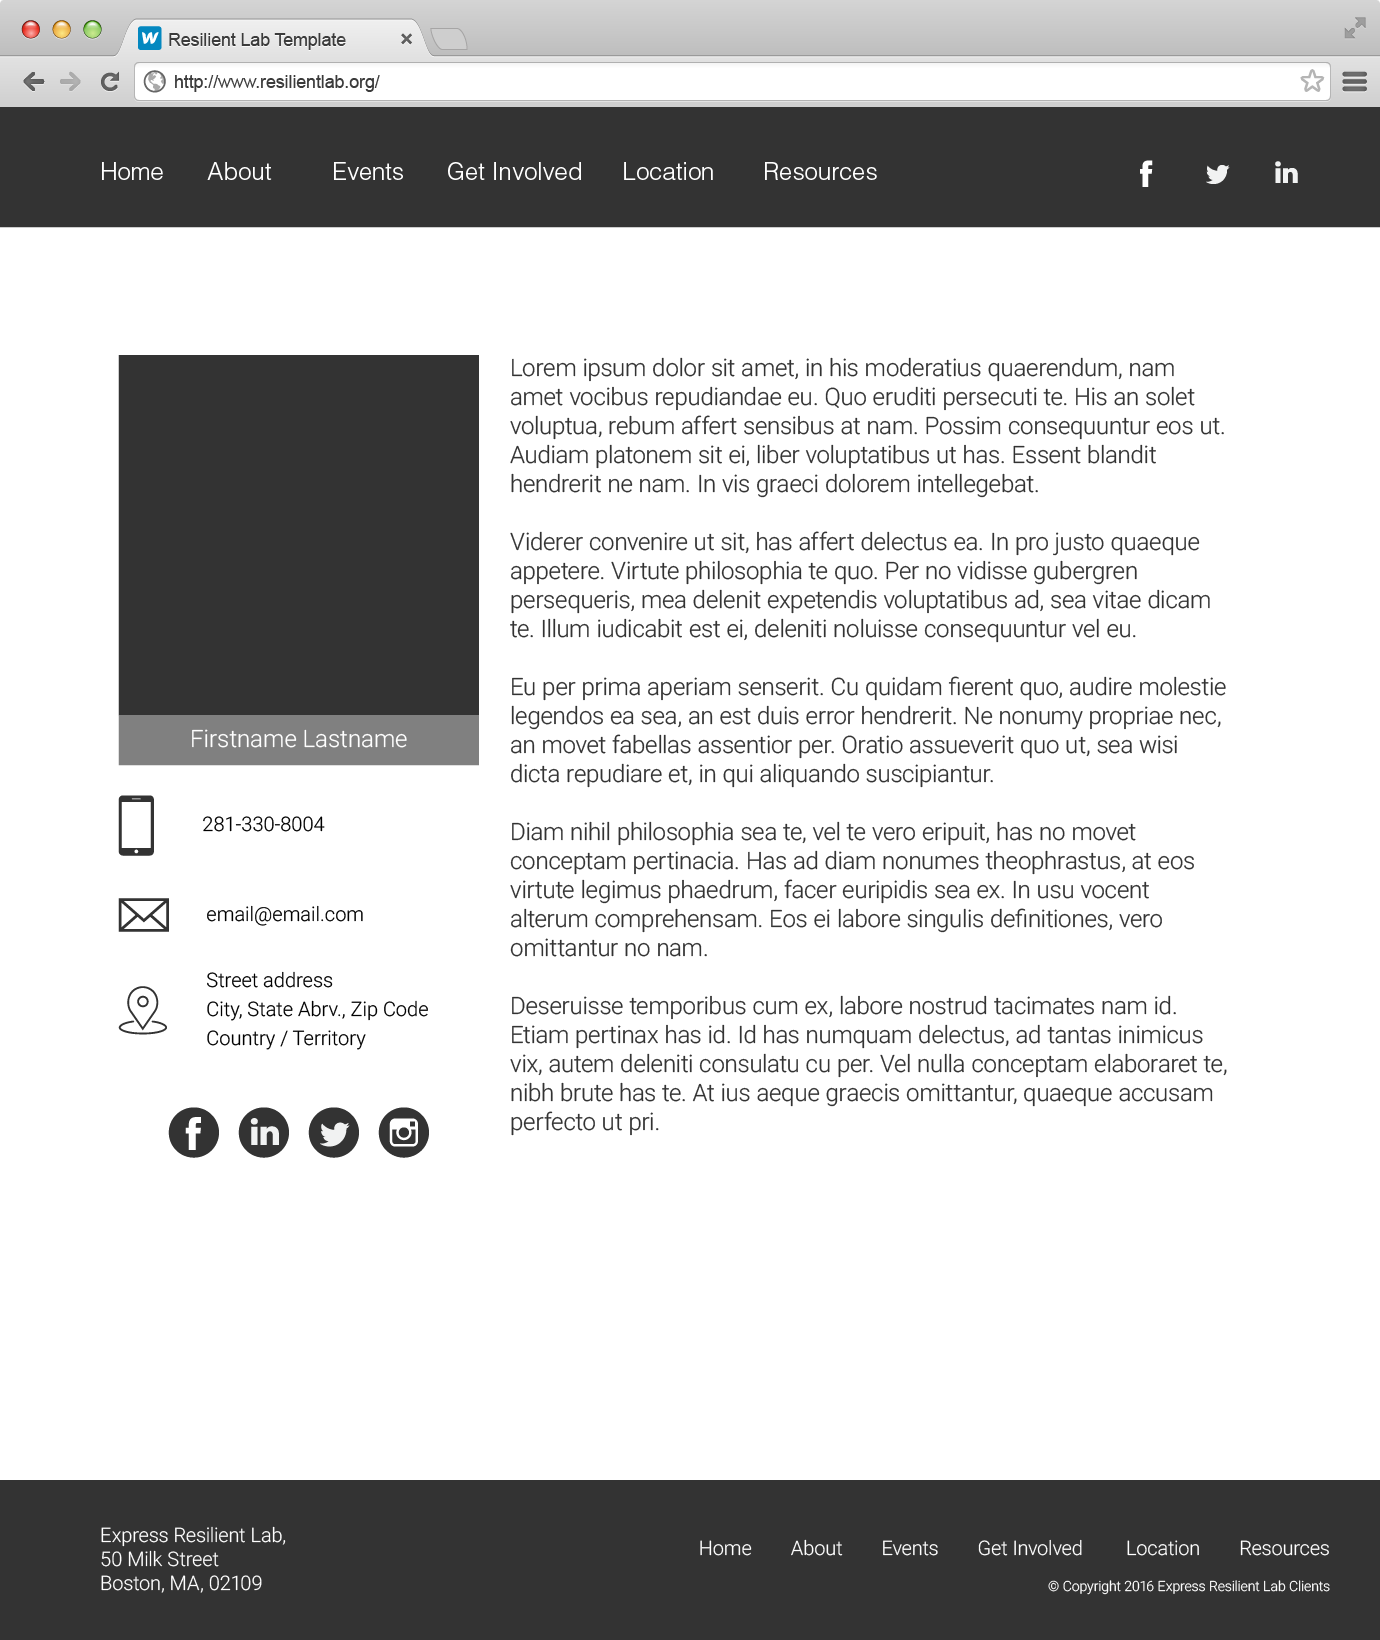 Resilient Lab Template
http://www.resilientlab.org/
Home About Events Get Involved Location Resources
Firstname Lastname
281-330-8004
email@email.com
Street address
City, State Abrv., Zip Code
Country / Territory
Lorem ipsum dolor sit amet, in his moderatius quaerendum, nam
amet vocibus repudiandae eu. Quo eruditi persecuti te. His an solet
voluptua, rebum affert sensibus at nam. Possim consequuntur eos ut.
Audiam platonem sit ei, liber voluptatibus ut has. Essent blandit
hendrerit ne nam. In vis graeci dolorem intellegebat.
Viderer convenire ut sit, has affert delectus ea. In pro justo quaeque
appetere. Virtute philosophia te quo. Per no vidisse gubergren
persequeris, mea delenit expetendis voluptatibus ad, sea vitae dicam
te. Illum iudicabit est ei, deleniti noluisse consequuntur vel eu.
Eu per prima aperiam senserit. Cu quidam fierent quo, audire molestie
legendos ea sea, an est duis error hendrerit. Ne nonumy propriae nec,
an movet fabellas assentior per. Oratio assueverit quo ut, sea wisi
dicta repudiare et, in qui aliquando suscipiantur.
Diam nihil philosophia sea te, vel te vero eripuit, has no movet
conceptam pertinacia. Has ad diam nonumes theophrastus, at eos
virtute legimus phaedrum, facer euripidis sea ex. In usu vocent
alterum comprehensam. Eos ei labore singulis definitiones, vero
omittantur no nam.
Deseruisse temporibus cum ex, labore nostrud tacimates nam id.
Etiam pertinax has id. Id has numquam delectus, ad tantas inimicus
vix, autem deleniti consulatu cu per. Vel nulla conceptam elaboraret te,
nibh brute has te. At ius aeque graecis omittantur, quaeque accusam
perfecto ut pri.
Express Resilient Lab,
50 Milk Street
Boston, MA, 02109
Home About Events Get Involved Location Resources
© Copyright 2016 Express Resilient Lab Clients